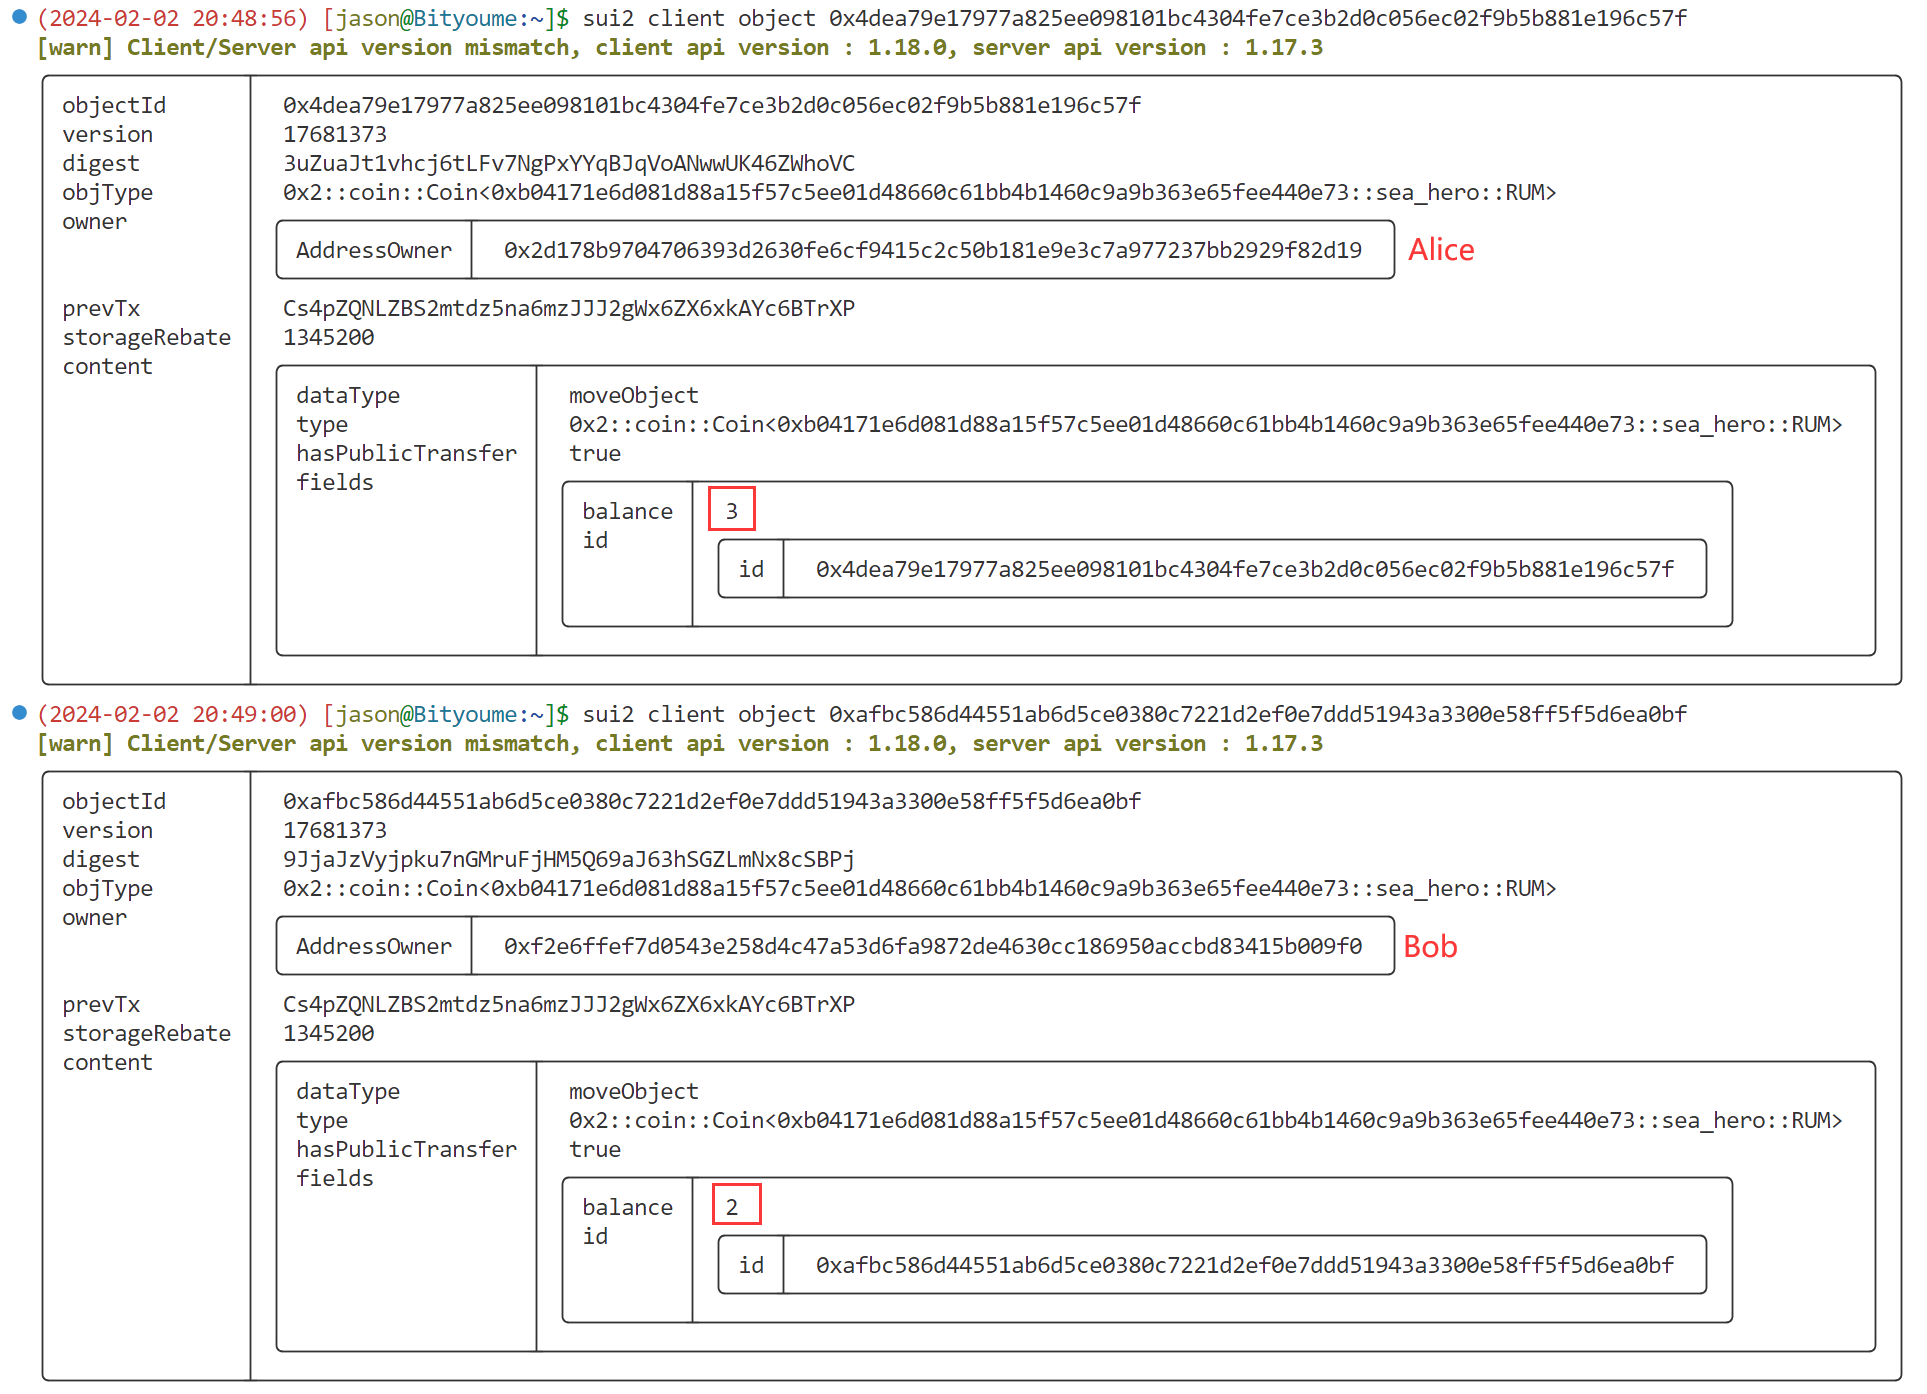 (2024-02-02 20:48:56) [jason@Bityoume:~]$ sui2 client object 0x4dea79e17977a825ee098101bc4304fe7ce3b2d0c056ec02f9b5b881e196c57f
[warn] Client/Server api version mismatch, client api version : 1.18.0, server api version : 1.17.3
objectId 0x4dea79e17977a825ee098101bc4304fe7ce3b2d0c056ec02f9b5b881e196c57f
version 17681373
digest 3uZuaJt1vhcj6tLFv7NgPxYYqBJqVoANwwUK46ZWhoVC
objType 0x2::coin::Coin<0xb04171e6d081d88a15f57c5ee01d48660c61bb4b1460c9a9b363e65fee440e73::sea_hero::RUM>
owner
AddressOwner 0x2d178b9704706393d2630fe6cf9415c2c50b181e9e3c7a977237bb2929f82d19 Alice
prevTx Cs4pZQNLZBS2mtdz5na6mzJJJ2gWx6ZX6xkAYc6BTrXP
storageRebate 1345200
content
dataType moveObject
type 0x2::coin::Coin<0xb04171e6d081d88a15f57c5ee01d48660c61bb4b1460c9a9b363e65fee440e73::sea_hero::RUM>
hasPublicTransfer true
fields
balance 3
id
id 0x4dea79e17977a825ee098101bc4304fe7ce3b2d0c056ec02f9b5b881e196c57f
(2024-02-02 20:49:00) [jason@Bityoume:~]$ sui2 client object 0xafbc586d44551ab6d5ce0380c7221d2ef0e7ddd51943a3300e58ff5f5d6ea0bf
[warn] Client/Server api version mismatch, client api version : 1.18.0, server api version : 1.17.3
objectId 0xafbc586d44551ab6d5ce0380c7221d2ef0e7ddd51943a3300e58ff5f5d6ea0bf
version 17681373
digest 9JjaJzVyjpku7nGMruFjHM5Q69aJ63hSGZLmNx8cSBPj
objType 0x2::coin::Coin<0xb04171e6d081d88a15f57c5ee01d48660c61bb4b1460c9a9b363e65fee440e73::sea_hero::RUM>
owner
AddressOwner 0xf2e6ffef7d0543e258d4c47a53d6fa9872de4630cc186950accbd83415b009f0 Bob
prevTx Cs4pZQNLZBS2mtdz5na6mzJJJ2gWx6ZX6xkAYc6BTrXP
storageRebate 1345200
content
dataType moveObject
type 0x2::coin::Coin<0xb04171e6d081d88a15f57c5ee01d48660c61bb4b1460c9a9b363e65fee440e73::sea_hero::RUM>
hasPublicTransfer true
fields
balance 2
id
id 0xafbc586d44551ab6d5ce0380c7221d2ef0e7ddd51943a3300e58ff5f5d6ea0bf